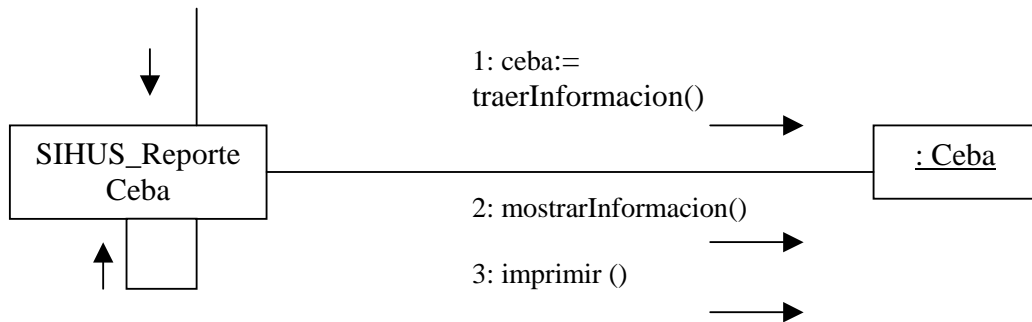 1: ceba:=
traerInformacion()
SIHUS_Reporte
Ceba
: Ceba
2: mostrarInformacion()
3: imprimir ()